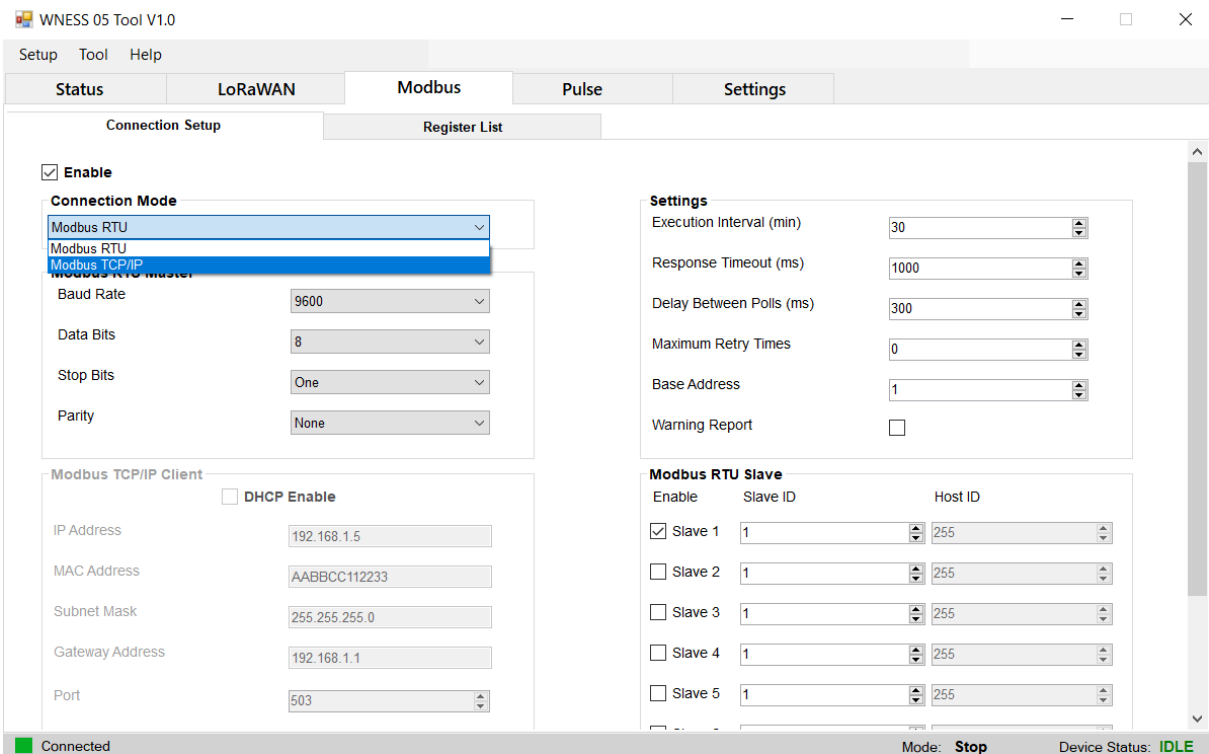 WNESS 05 Tool V1.0
Setup Tool Help
Status LoRaWAN Modbus Pulse Settings
Connection Setup Register List
Enable
Connection Mode
Modbus RTU
Modbus RTU
Modbus TCP/IP
Modbus RTU Master
Baud Rate 9600
Data Bits 8
Stop Bits One
Parity None
Modbus TCP/IP Client
DHCP Enable
IP Address 192.168.1.5
MAC Address AABBCC112233
Subnet Mask 255.255.255.0
Gateway Address 192.168.1.1
Port 503
Settings
Execution Interval (min) 30
Response Timeout (ms) 1000
Delay Between Polls (ms) 300
Maximum Retry Times 0
Base Address 1
Warning Report
Modbus RTU Slave
Enable Slave ID Host ID
Slave 1 1 255
Slave 2 1 255
Slave 3 1 255
Slave 4 1 255
Slave 5 1 255
Connected Mode: Stop Device Status: IDLE